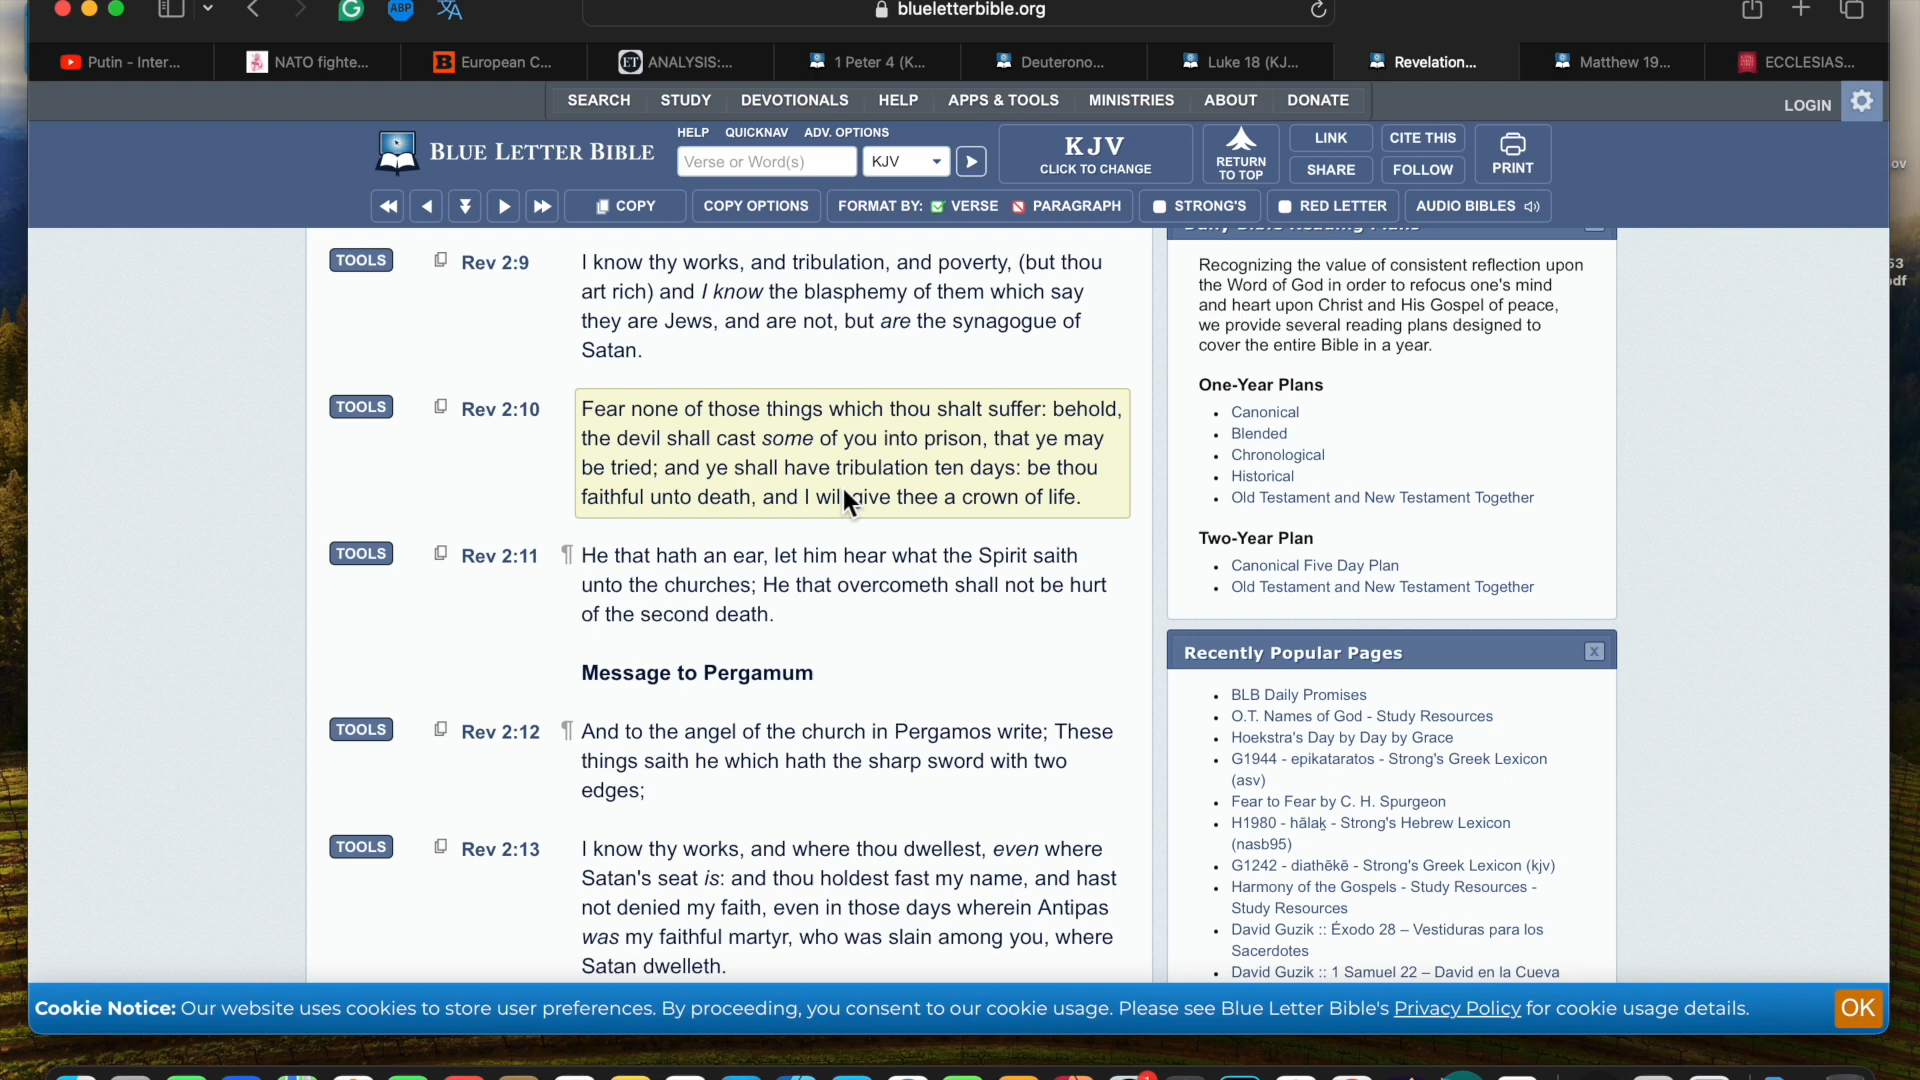 ABP
blueletterbible.org
Putin - Inter...
NATO fighte...
B European C...
ET ANALYSIS:...
1 Peter 4 (K...
Deuterono...
Luke 18 (KJ...
Revelation...
Matthew 19...
ECCLESIAS...
SEARCH STUDY DEVOTIONALS HELP APPS & TOOLS MINISTRIES ABOUT DONATE
LOGIN
BLUE LETTER BIBLE
HELP QUICKNAV ADV. OPTIONS
Verse or Word(s)
KJV
KJV
CLICK TO CHANGE
RETURN
TO TOP
LINK
CITE THIS
SHARE
FOLLOW
PRINT
COPY
COPY OPTIONS
FORMAT BY: VERSE PARAGRAPH
STRONG'S
RED LETTER
AUDIO BIBLES
TOOLS Rev 2:9 I know thy works, and tribulation, and poverty, (but thou
art rich) and I know the blasphemy of them which say
they are Jews, and are not, but are the synagogue of
Satan.
TOOLS Rev 2:10 Fear none of those things which thou shalt suffer: behold,
the devil shall cast some of you into prison, that ye may
be tried; and ye shall have tribulation ten days: be thou
faithful unto death, and I will give thee a crown of life.
TOOLS Rev 2:11 ¶ He that hath an ear, let him hear what the Spirit saith
unto the churches; He that overcometh shall not be hurt
of the second death.
Message to Pergamum
TOOLS Rev 2:12 ¶ And to the angel of the church in Pergamos write; These
things saith he which hath the sharp sword with two
edges;
TOOLS Rev 2:13 I know thy works, and where thou dwellest, even where
Satan's seat is: and thou holdest fast my name, and hast
not denied my faith, even in those days wherein Antipas
was my faithful martyr, who was slain among you, where
Satan dwelleth.
Daily Bible Reading Plans
Recognizing the value of consistent reflection upon
the Word of God in order to refocus one's mind
and heart upon Christ and His Gospel of peace,
we provide several reading plans designed to
cover the entire Bible in a year.
One-Year Plans
Canonical
Blended
Chronological
Historical
Old Testament and New Testament Together
Two-Year Plan
Canonical Five Day Plan
Old Testament and New Testament Together
Recently Popular Pages
X
BLB Daily Promises
O.T. Names of God - Study Resources
Hoekstra's Day by Day by Grace
G1944 - epikataratos - Strong's Greek Lexicon
(asv)
Fear to Fear by C. H. Spurgeon
H1980 - hālaḵ - Strong's Hebrew Lexicon
(nasb95)
G1242 - diathēkē - Strong's Greek Lexicon (kjv)
Harmony of the Gospels - Study Resources -
Study Resources
David Guzik :: Éxodo 28 – Vestiduras para los
Sacerdotes
David Guzik :: 1 Samuel 22 – David en la Cueva
Cookie Notice: Our website uses cookies to store user preferences. By proceeding, you consent to our cookie usage. Please see Blue Letter Bible's Privacy Policy for cookie usage details.
OK